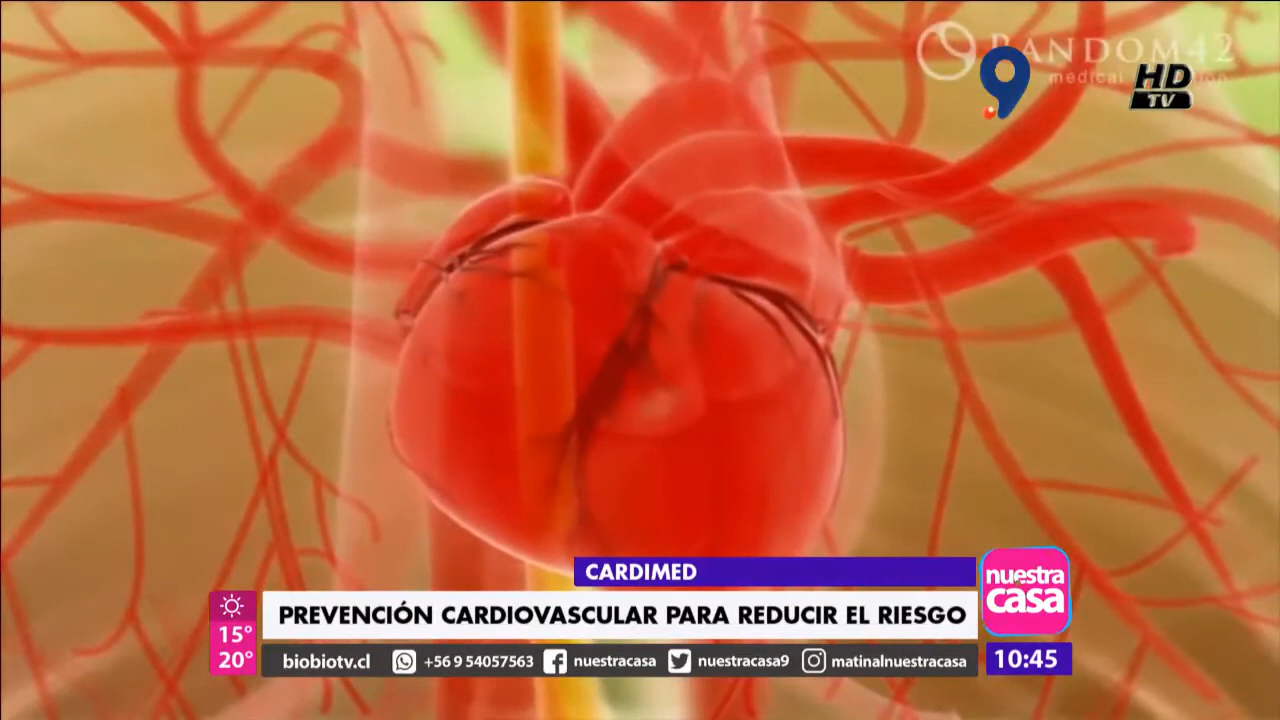 RANDOM42
medical
9
HD
TV
CARDIMED
nuestra
casa
PREVENCIÓN CARDIOVASCULAR PARA REDUCIR EL RIESGO
15°
20°
biobiotv.cl +56 9 54057563 nuestracasa nuestracasa9 matinalnuestracasa
10:45